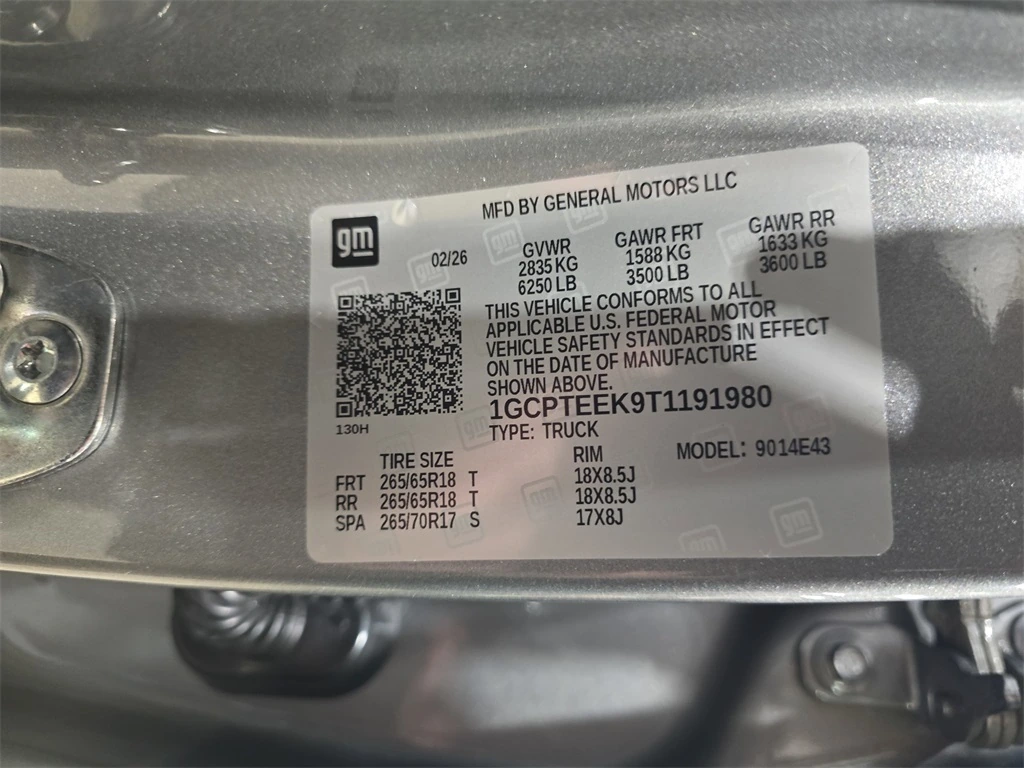 MFD BY GENERAL MOTORS LLC
gm
02/26
GVWR GAWR FRT GAWR RR
2835 KG 1588 KG 1633 KG
6250 LB 3500 LB 3600 LB
THIS VEHICLE CONFORMS TO ALL
APPLICABLE U.S. FEDERAL MOTOR
VEHICLE SAFETY STANDARDS IN EFFECT
ON THE DATE OF MANUFACTURE
SHOWN ABOVE.
1GCPTEEK9T1191980
130H
TYPE: TRUCK
TIRE SIZE RIM MODEL: 9014E43
FRT 265/65R18 T 18X8.5J
RR 265/65R18 T 18X8.5J
SPA 265/70R17 S 17X8J